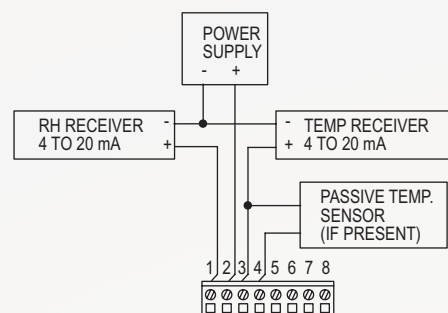 POWER
SUPPLY
- +
RH RECEIVER -
4 TO 20 mA +
- TEMP RECEIVER
+ 4 TO 20 mA
PASSIVE TEMP.
SENSOR
(IF PRESENT)
1 2 3 4 5 6 7 8